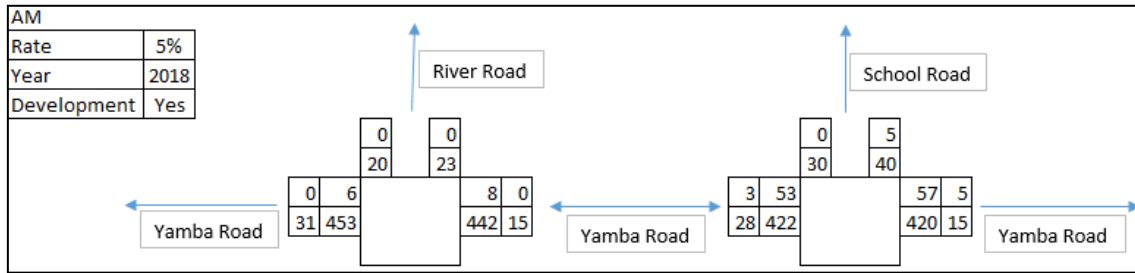 AM
Rate 5%
Year 2018
Development Yes
River Road
School Road
0 0 0 5
20 23 30 40
0 6 8 0 3 53 57 5
31 453 442 15 28 422 420 15
Yamba Road Yamba Road Yamba Road